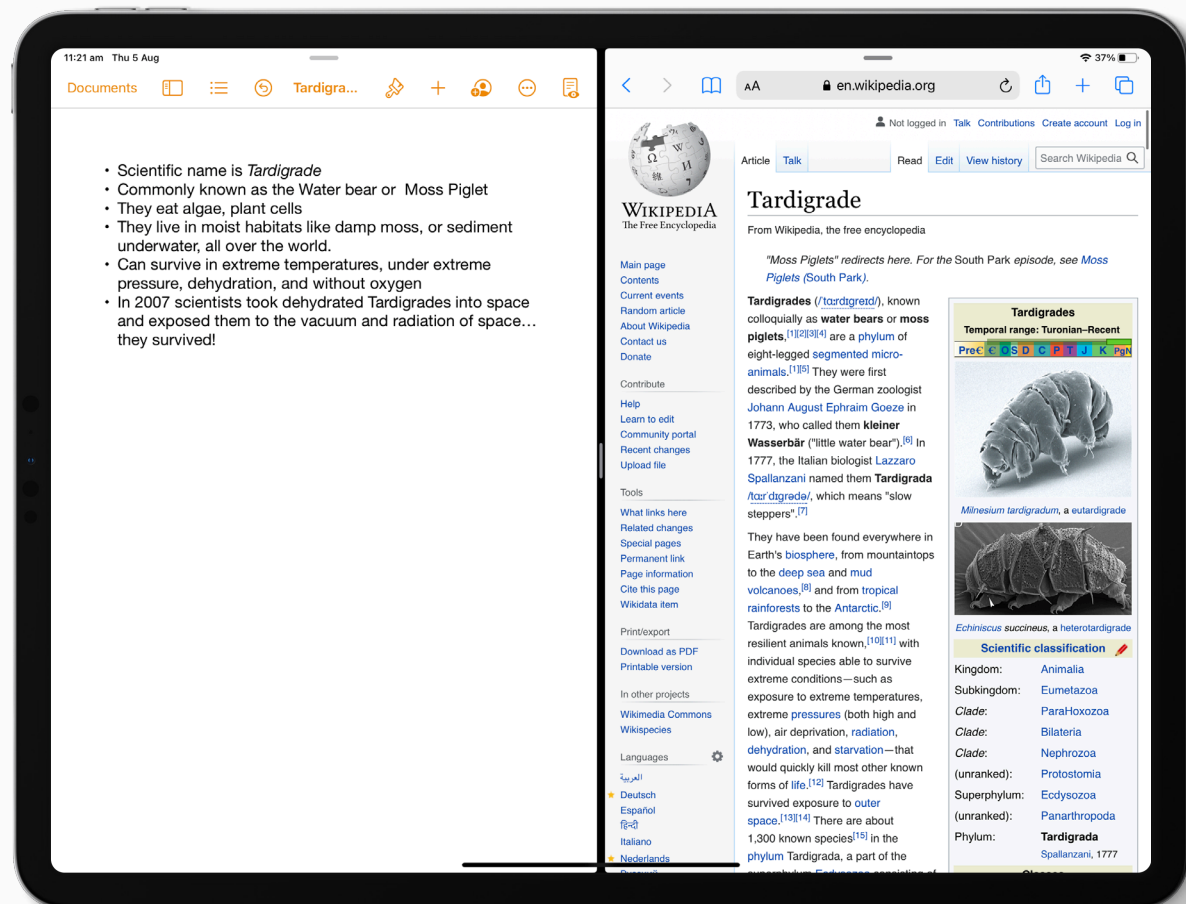 11:21 am Thu 5 Aug
Documents
Tardigra...
• Scientific name is Tardigrade
• Commonly known as the Water bear or  Moss Piglet
• They eat algae, plant cells
• They live in moist habitats like damp moss, or sediment
underwater, all over the world.
• Can survive in extreme temperatures, under extreme
pressure, dehydration, and without oxygen
• In 2007 scientists took dehydrated Tardigrades into space
and exposed them to the vacuum and radiation of space…
they survived!
37%
AA
en.wikipedia.org
Not logged in Talk Contributions Create account Log in
Article Talk
Read Edit View history
Search Wikipedia
WIKIPEDIA
The Free Encyclopedia
Main page
Contents
Current events
Random article
About Wikipedia
Contact us
Donate
Contribute
Help
Learn to edit
Community portal
Recent changes
Upload file
Tools
What links here
Related changes
Special pages
Permanent link
Page information
Cite this page
Wikidata item
Print/export
Download as PDF
Printable version
In other projects
Wikimedia Commons
Wikispecies
Languages
العربية
Deutsch
Español
हिन्दी
Italiano
Nederlands
Tardigrade
From Wikipedia, the free encyclopedia
"Moss Piglets" redirects here. For the South Park episode, see Moss
Piglets (South Park).
Tardigrades (/ˈtɑːrdɪɡreɪd/), known
colloquially as water bears or moss
piglets,[1][2][3][4] are a phylum of
eight-legged segmented micro-
animals.[1][5] They were first
described by the German zoologist
Johann August Ephraim Goeze in
1773, who called them kleiner
Wasserbär ("little water bear").[6] In
1777, the Italian biologist Lazzaro
Spallanzani named them Tardigrada
/tɑːrˈdɪɡrədə/, which means "slow
steppers".[7]
They have been found everywhere in
Earth's biosphere, from mountaintops
to the deep sea and mud
volcanoes,[8] and from tropical
rainforests to the Antarctic.[9]
Tardigrades are among the most
resilient animals known,[10][11] with
individual species able to survive
extreme conditions—such as
exposure to extreme temperatures,
extreme pressures (both high and
low), air deprivation, radiation,
dehydration, and starvation—that
would quickly kill most other known
forms of life.[12] Tardigrades have
survived exposure to outer
space.[13][14] There are about
1,300 known species[15] in the
phylum Tardigrada, a part of the
superphylum Ecdysozoa consisting of
Tardigrades
Temporal range: Turonian–Recent
PreꞒ Ꞓ O S D C P T J K PgN
Milnesium tardigradum, a eutardigrade
Echiniscus succineus, a heterotardigrade
Scientific classification
Kingdom: Animalia
Subkingdom: Eumetazoa
Clade: ParaHoxozoa
Clade: Bilateria
Clade: Nephrozoa
(unranked): Protostomia
Superphylum: Ecdysozoa
(unranked): Panarthropoda
Phylum: Tardigrada
Spallanzani, 1777